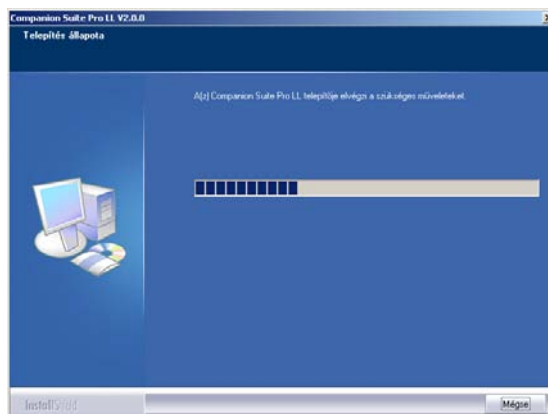 Companion Suite Pro LL V2.0.0
Telepítés állapota
A(z) Companion Suite Pro LL telepítője elvégzi a szükséges műveleteket.
InstallShield
Mégse